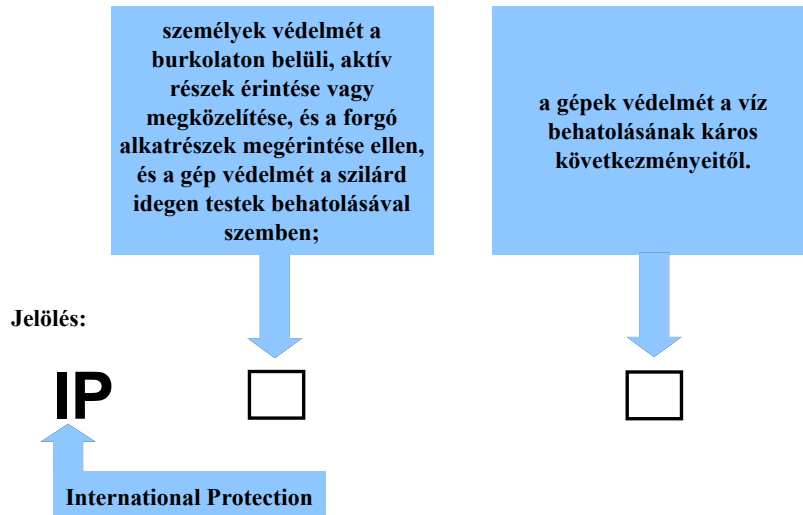 személyek védelmét a
burkolaton belüli, aktív
részek érintése vagy
megközelítése, és a forgó
alkatrészek megérintése ellen,
és a gép védelmét a szilárd
idegen testek behatolásával
szemben;
a gépek védelmét a víz
behatolásának káros
következményeitől.
Jelölés:
IP
International Protection